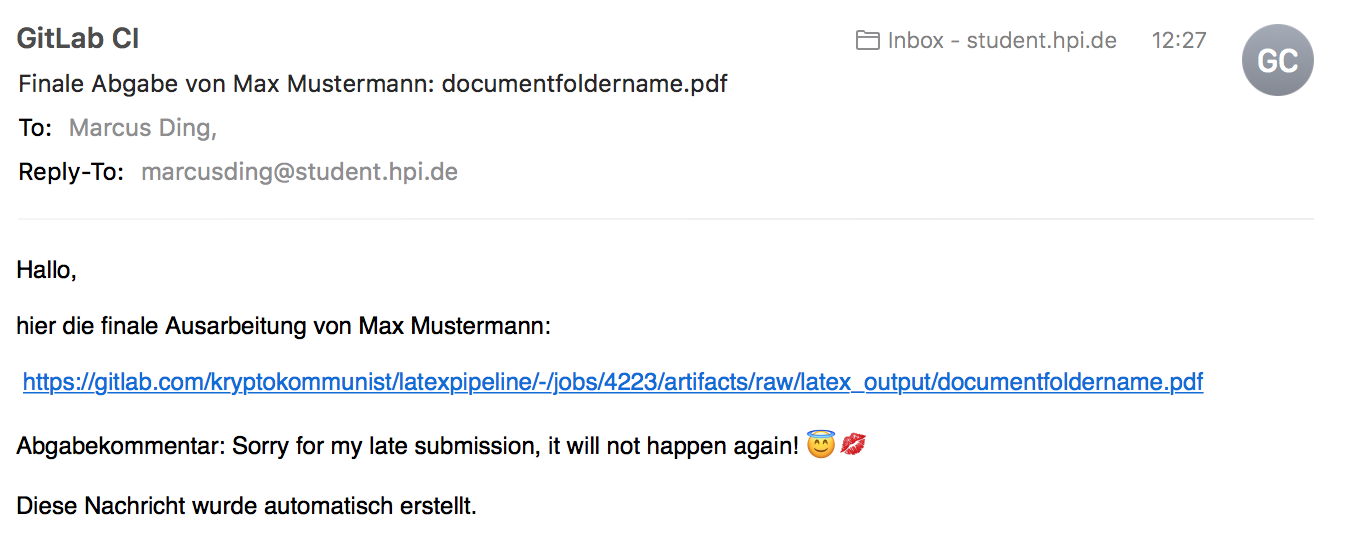 GitLab CI
Inbox - student.hpi.de 12:27
GC
Finale Abgabe von Max Mustermann: documentfoldername.pdf
To: Marcus Ding,
Reply-To: marcusding@student.hpi.de
Hallo,
hier die finale Ausarbeitung von Max Mustermann:
https://gitlab.com/kryptokommunist/latexpipeline/-/jobs/4223/artifacts/raw/latex_output/documentfoldername.pdf
Abgabekommentar: Sorry for my late submission, it will not happen again! 😇💋
Diese Nachricht wurde automatisch erstellt.